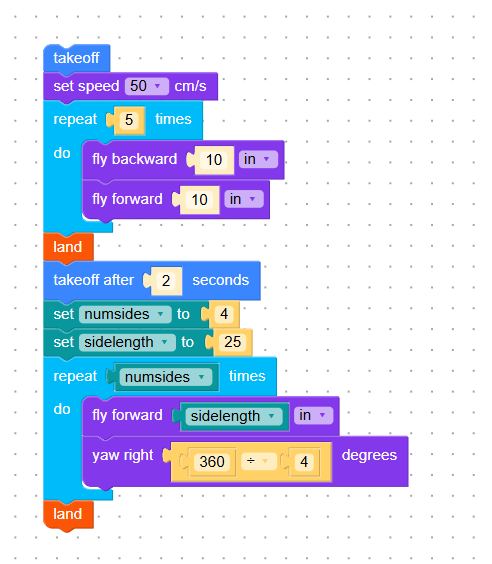 takeoff
set speed 50 cm/s
repeat 5 times
do fly backward 10 in
fly forward 10 in
land
takeoff after 2 seconds
set numsides to 4
set sidelength to 25
repeat numsides times
do fly forward sidelength in
yaw right 360 ÷ 4 degrees
land